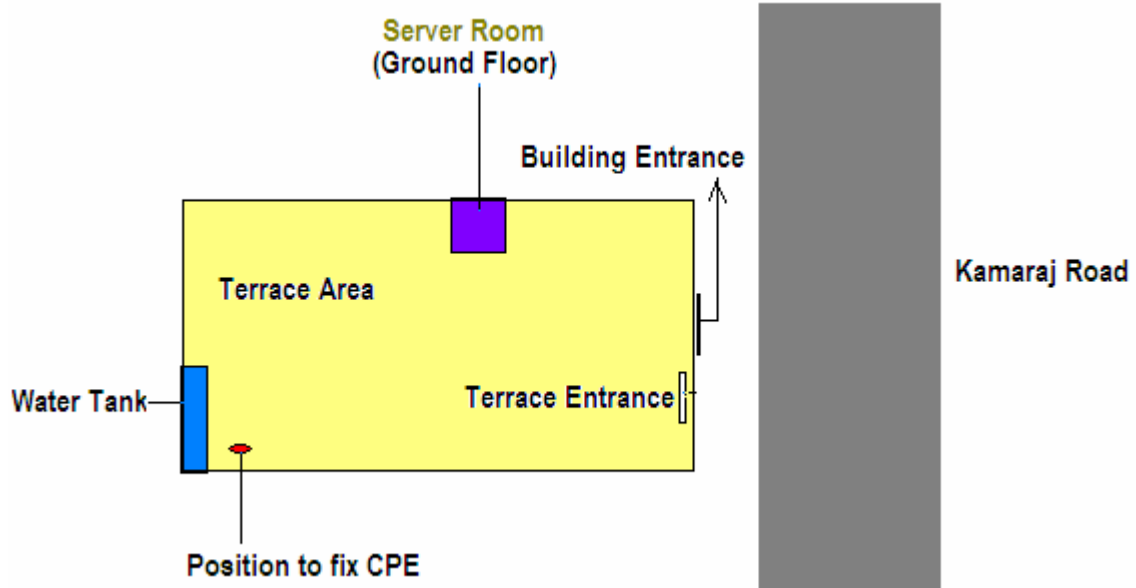 Server Room
(Ground Floor)
Building Entrance
Kamaraj Road
Terrace Area
Water Tank
Terrace Entrance
Position to fix CPE